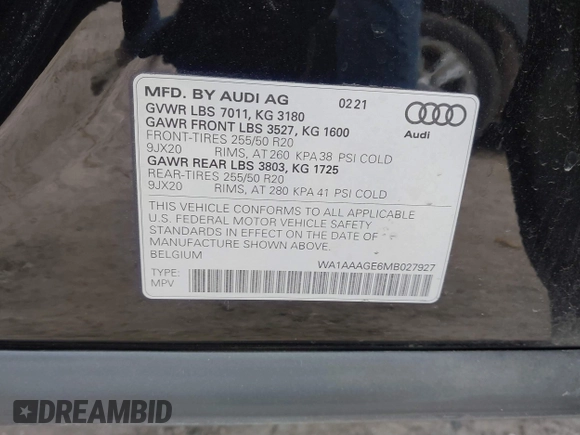 MFD. BY AUDI AG 02 21
GVWR LBS 7011, KG 3180
GAWR FRONT LBS 3527, KG 1600
FRONT-TIRES 255/50 R20
9JX20 RIMS, AT 260 KPA 38 PSI COLD
GAWR REAR LBS 3803, KG 1725
REAR-TIRES 255/50 R20
9JX20 RIMS, AT 280 KPA 41 PSI COLD
Audi
THIS VEHICLE CONFORMS TO ALL APPLICABLE
U.S. FEDERAL MOTOR VEHICLE SAFETY
STANDARDS IN EFFECT ON THE DATE OF
MANUFACTURE SHOWN ABOVE.
BELGIUM
WA1AAAGE6MB027927
TYPE:
MPV
DREAMBID